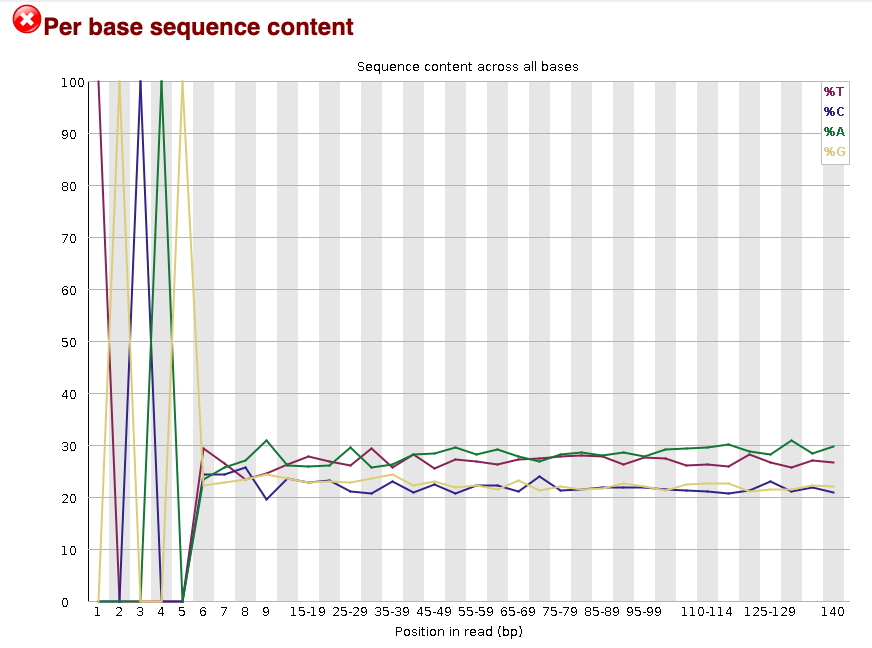 Per base sequence content
Sequence content across all bases
%T
%C
%A
%G
100
90
80
70
60
50
40
30
20
10
0
1 2 3 4 5 6 7 8 9 15-19 25-29 35-39 45-49 55-59 65-69 75-79 85-89 95-99 110-114 125-129 140
Position in read (bp)